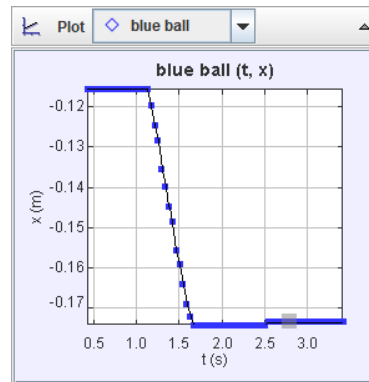 Plot blue ball
blue ball (t, x)
-0.12
-0.13
-0.14
-0.15
-0.16
-0.17
x (m)
0.5 1.0 1.5 2.0 2.5 3.0
t (s)